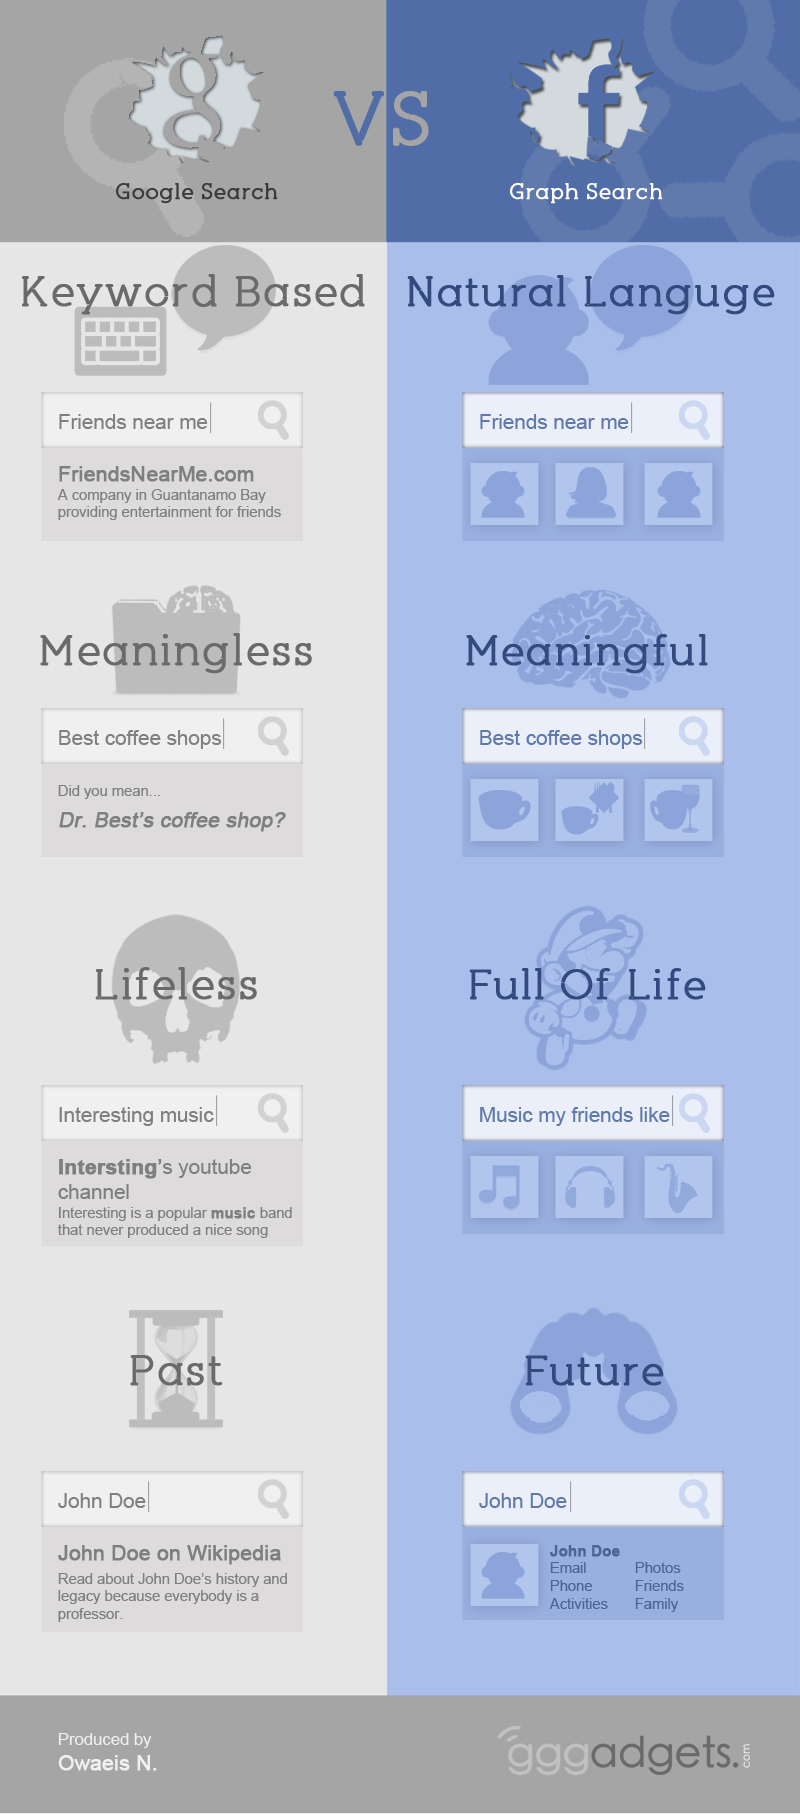 g
VS
f
Google Search
Graph Search
Keyword Based
Natural Languge
Friends near me
FriendsNearMe.com
A company in Guantanamo Bay
providing entertainment for friends
Friends near me
Meaningless
Meaningful
Best coffee shops
Did you mean...
Dr. Best's coffee shop?
Best coffee shops
Lifeless
Full Of Life
Interesting music
Intersting's youtube
channel
Interesting is a popular music band
that never produced a nice song
Music my friends like
Past
Future
John Doe
John Doe on Wikipedia
Read about John Doe's history and
legacy because everybody is a
professor.
John Doe
John Doe
Email Photos
Phone Friends
Activities Family
Produced by
Owaeis N.
gggadgets.com